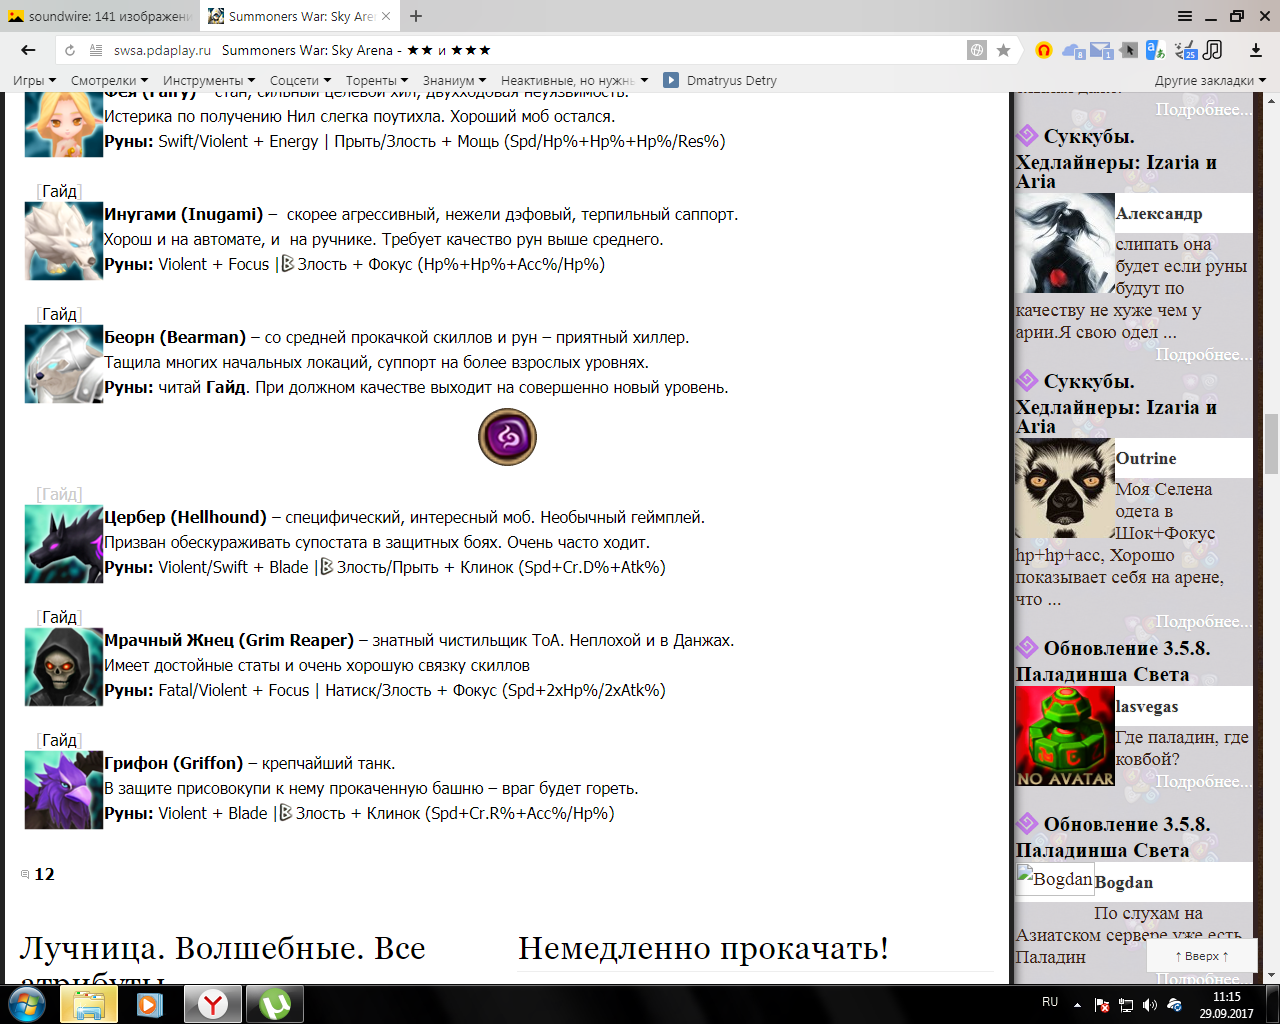 soundwire: 141 изображени
Summoners War: Sky Aren
swsa.pdaplay.ru Summoners War: Sky Arena - ★★ и ★★★
8
1
25
Игры Смотрелки Инструменты Соцсети Торенты Знаниум Неактивные, но нужнь Dmatryus Detry Другие закладки
Фея (Fairy) – стан, сильный целевой хил, двухходовая неуязвимость.
Истерика по получению Нил слегка поутихла. Хороший моб остался.
Руны: Swift/Violent + Energy | Прыть/Злость + Мощь (Spd/Hp%+Hp%+Hp%/Res%)
[Гайд]
Инугами (Inugami) – скорее агрессивный, нежели дэфовый, терпильный саппорт.
Хорош и на автомате, и на ручнике. Требует качество рун выше среднего.
Руны: Violent + Focus | Злость + Фокус (Hp%+Hp%+Acc%/Hp%)
[Гайд]
Беорн (Bearman) – со средней прокачкой скиллов и рун – приятный хиллер.
Тащила многих начальных локаций, суппорт на более взрослых уровнях.
Руны: читай Гайд. При должном качестве выходит на совершенно новый уровень.
[Гайд]
Цербер (Hellhound) – специфический, интересный моб. Необычный геймплей.
Призван обескураживать супостата в защитных боях. Очень часто ходит.
Руны: Violent/Swift + Blade | Злость/Прыть + Клинок (Spd+Cr.D%+Atk%)
[Гайд]
Мрачный Жнец (Grim Reaper) – знатный чистильщик ТоА. Неплохой и в Данжах.
Имеет достойные статы и очень хорошую связку скиллов
Руны: Fatal/Violent + Focus | Натиск/Злость + Фокус (Spd+2xHp%/2xAtk%)
[Гайд]
Грифон (Griffon) – крепчайший танк.
В защите присовокупи к нему прокаченную башню – враг будет гореть.
Руны: Violent + Blade | Злость + Клинок (Spd+Cr.R%+Acc%/Hp%)
12
Лучница. Волшебные. Все
атрибуты
Немедленно прокачать!
Подробнее...
Суккубы.
Хедлайнеры: Izaria и
Aria
Александр
слипать она
будет если руны
будут по
качеству не хуже чем у
арии.Я свою одел ...
Подробнее...
Суккубы.
Хедлайнеры: Izaria и
Aria
Outrine
Моя Селена
одета в
Шок+Фокус
hp+hp+acc, Хорошо
показывает себя на арене,
что ...
Подробнее...
Обновление 3.5.8.
Паладинша Света
lasvegas
Где паладин, где
ковбой?
NO AVATAR
Подробнее...
Обновление 3.5.8.
Паладинша Света
Bogdan
Bogdan
По слухам на
Азиатском сервере уже есть
Паладин
↑ Вверх ↑
Подробнее...
RU
11:15
29.09.2017